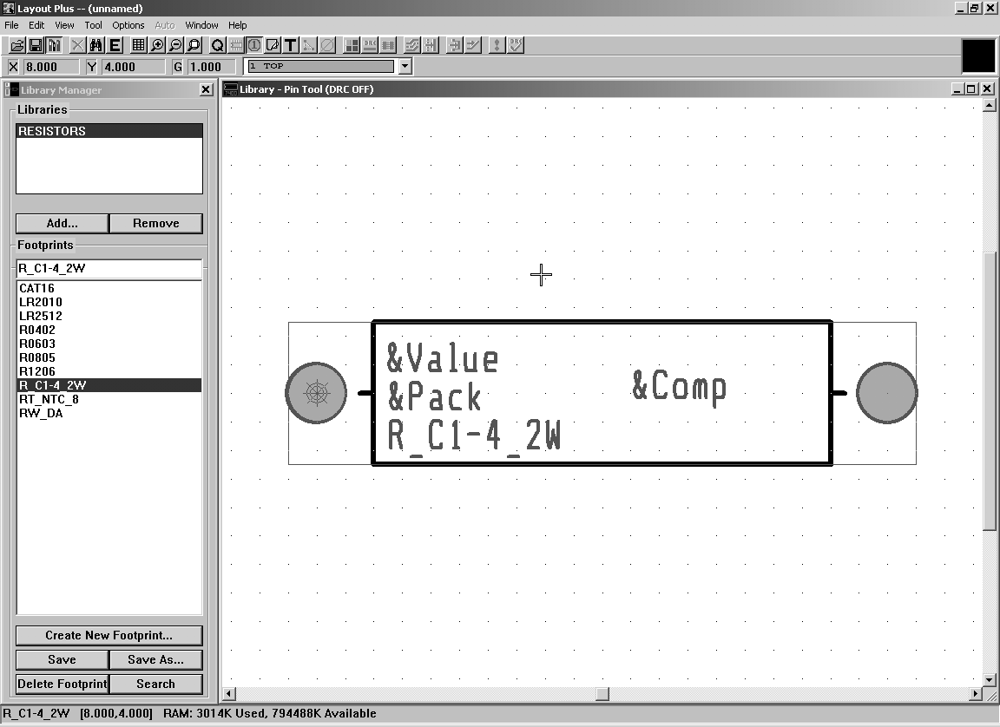 Layout Plus -- (unnamed)
File Edit View Tool Options Auto Window Help
E Q T
X 8.000 Y 4.000 G 1.000 1 TOP
Library Manager
Library - Pin Tool (DRC OFF)
Libraries
RESISTORS
Add... Remove
Footprints
R_C1-4_2W
CAT16
LR2010
LR2512
R0402
R0603
R0805
R1206
R_C1-4_2W
RT_NTC_8
RW_DA
&Value
&Pack
R_C1-4_2W
&Comp
Create New Footprint...
Save Save As...
Delete Footprint Search
R_C1-4_2W [8.000,4.000] RAM: 3014K Used, 794488K Available